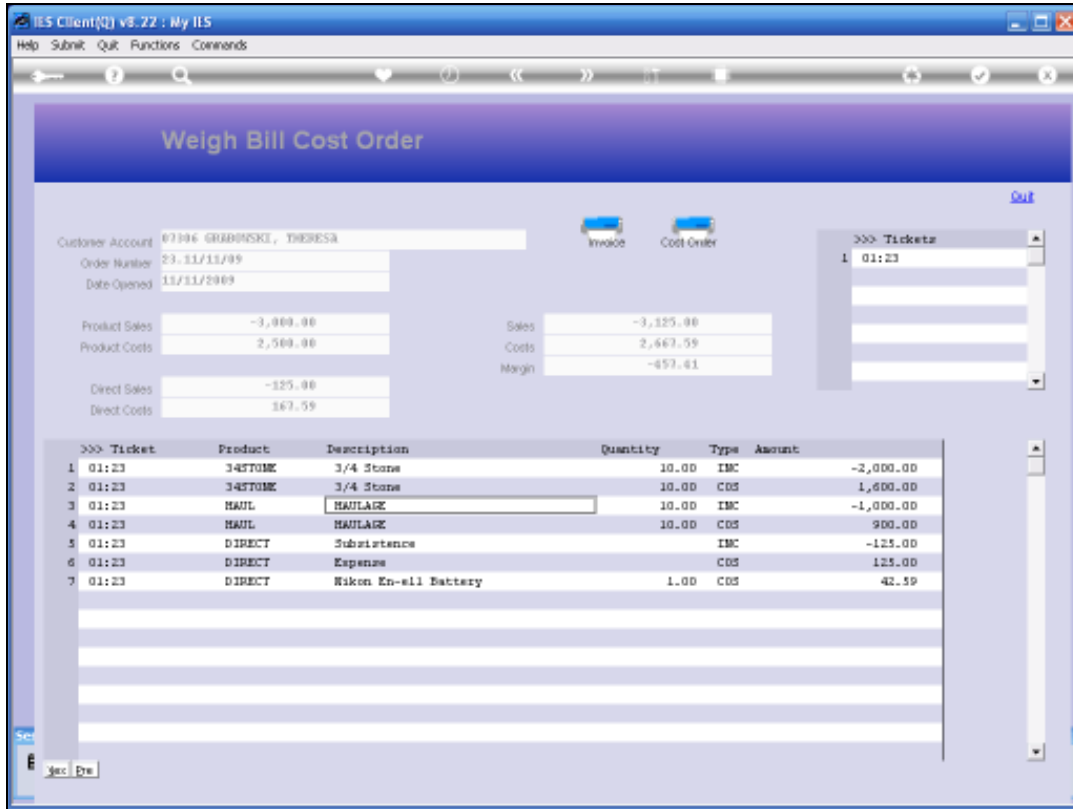 IES Client(Q) v8.22 : My IES
Help Submit Quit Functions Commands
Weigh Bill Cost Order
Quit
Invoice Cost Order
Customer Account 07306 GRABOWSKI, THERESA
Order Number 23.11/11/09
Date Opened 11/11/2009
>>> Tickets
1 01:23
Product Sales -3,000.00 Sales -3,125.00
Product Costs 2,500.00 Costs 2,667.59
Margin -457.41
Direct Sales -125.00
Direct Costs 167.59
>>> Ticket Product Description Quantity Type Amount
1 01:23 34STONE 3/4 Stone 10.00 INC -2,000.00
2 01:23 34STONE 3/4 Stone 10.00 COS 1,600.00
3 01:23 HAUL HAULAGE 10.00 INC -1,000.00
4 01:23 HAUL HAULAGE 10.00 COS 900.00
5 01:23 DIRECT Subsistence INC -125.00
6 01:23 DIRECT Expense COS 125.00
7 01:23 DIRECT Nikon En-ell Battery 1.00 COS 42.59
Nex Pre